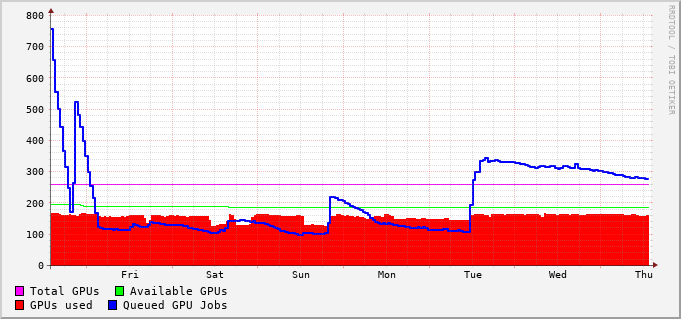 800
700
600
500
400
300
200
100
0
Fri Sat Sun Mon Tue Wed Thu
Total GPUs Available GPUs
GPUs used Queued GPU Jobs
RRDTOOL / TOBI OETIKER